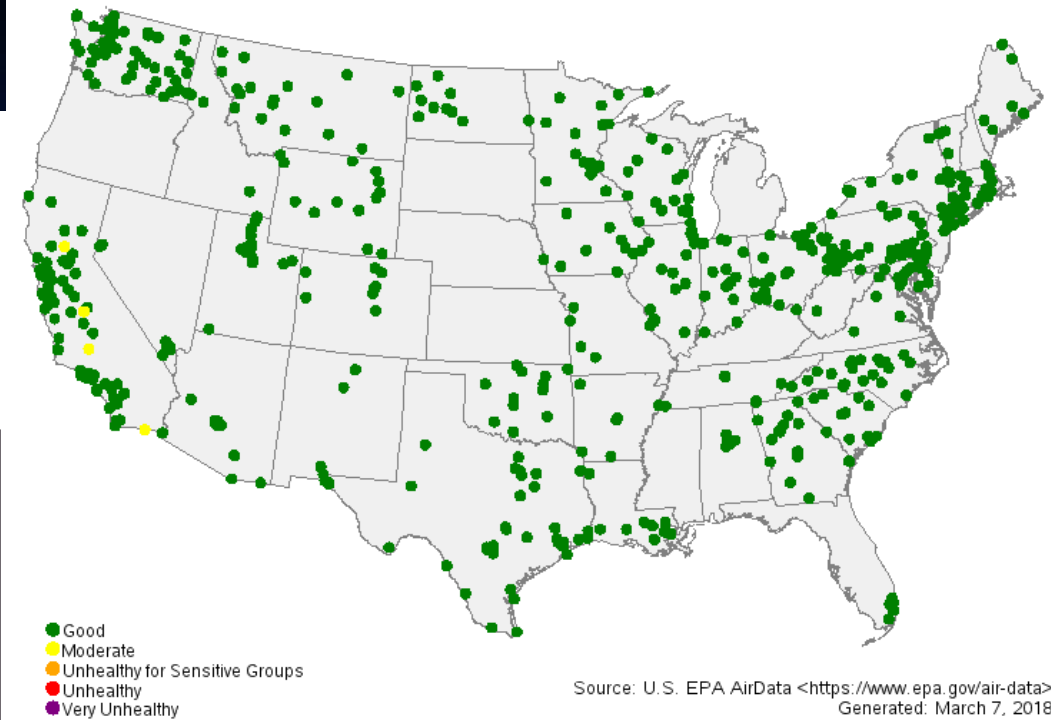 Good
Moderate
Unhealthy for Sensitive Groups
Unhealthy
Very Unhealthy
Source: U.S. EPA AirData <https://www.epa.gov/air-data>
Generated: March 7, 2018